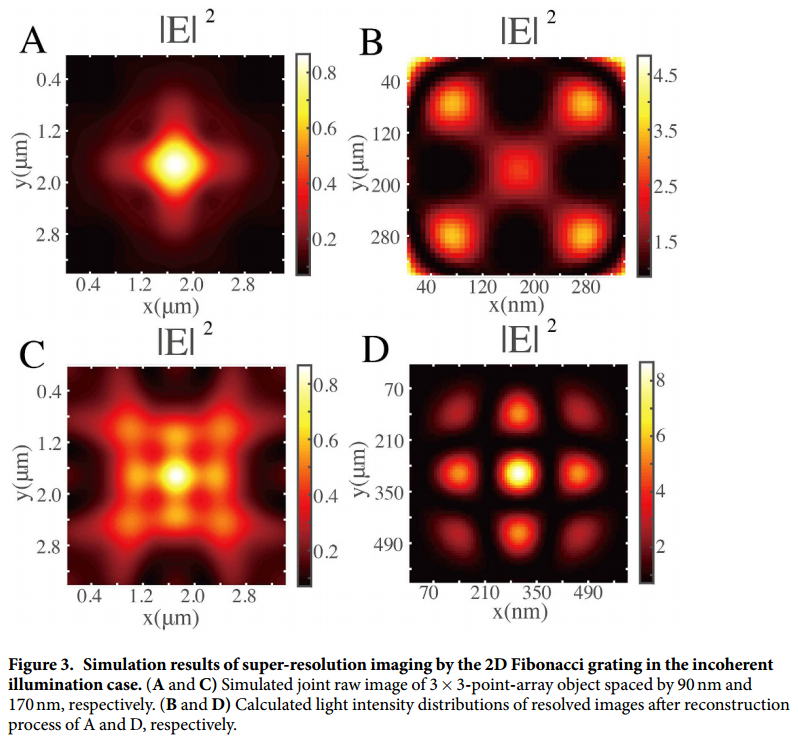 A
|E| 2
0.4
1.2
2.0
2.8
y(μm)
0.4 1.2 2.0 2.8
x(μm)
0.8
0.6
0.4
0.2
B
|E| 2
40
120
200
280
y(μm)
40 120 200 280
x(nm)
4.5
3.5
2.5
1.5
C
|E| 2
0.4
1.2
2.0
2.8
y(μm)
0.4 1.2 2.0 2.8
x(μm)
0.8
0.6
0.4
0.2
D
|E| 2
70
210
350
490
y(μm)
70 210 350 490
x(nm)
8
6
4
2
Figure 3. Simulation results of super-resolution imaging by the 2D Fibonacci grating in the incoherent
illumination case. (A and C) Simulated joint raw image of 3 × 3-point-array object spaced by 90 nm and
170 nm, respectively. (B and D) Calculated light intensity distributions of resolved images after reconstruction
process of A and D, respectively.